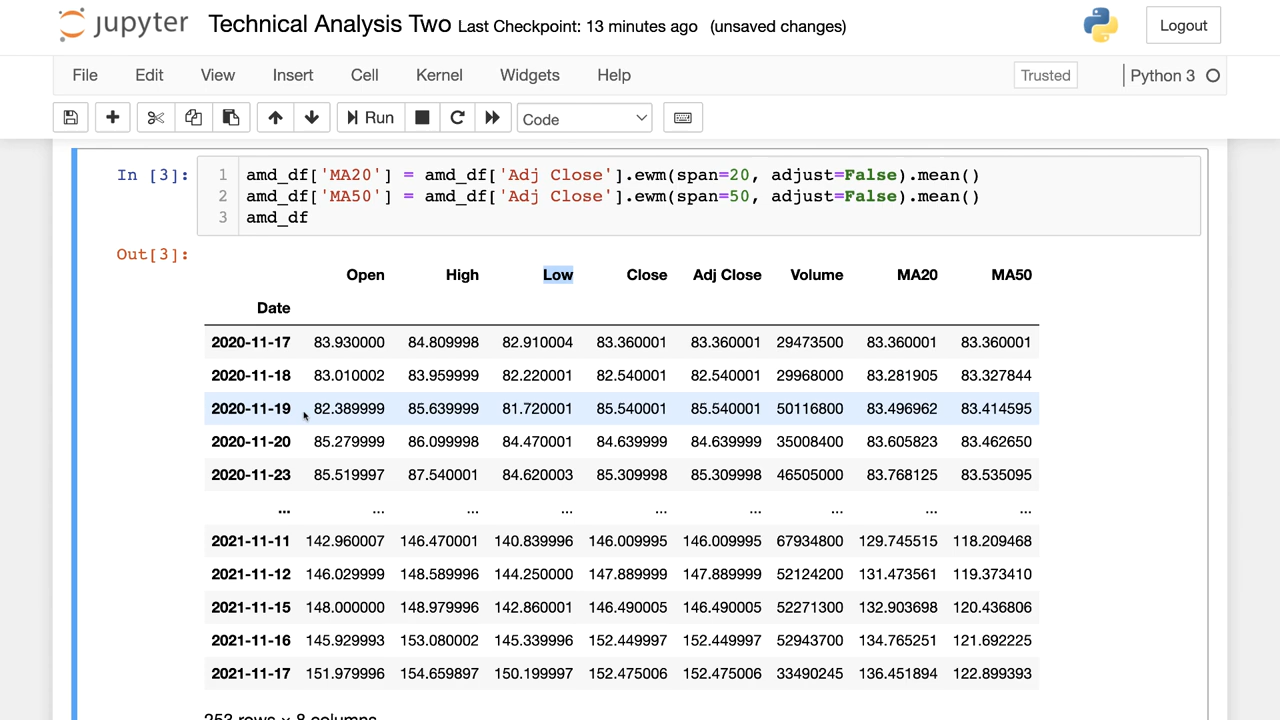 jupyter Technical Analysis Two Last Checkpoint: 13 minutes ago (unsaved changes) Logout
File Edit View Insert Cell Kernel Widgets Help Trusted Python 3
Run Code
In [3]: 1 amd_df['MA20'] = amd_df['Adj Close'].ewm(span=20, adjust=False).mean()
2 amd_df['MA50'] = amd_df['Adj Close'].ewm(span=50, adjust=False).mean()
3 amd_df
Out[3]:
Open High Low Close Adj Close Volume MA20 MA50
Date
2020-11-17 83.930000 84.809998 82.910004 83.360001 83.360001 29473500 83.360001 83.360001
2020-11-18 83.010002 83.959999 82.220001 82.540001 82.540001 29968000 83.281905 83.327844
2020-11-19 82.389999 85.639999 81.720001 85.540001 85.540001 50116800 83.496962 83.414595
2020-11-20 85.279999 86.099998 84.470001 84.639999 84.639999 35008400 83.605823 83.462650
2020-11-23 85.519997 87.540001 84.620003 85.309998 85.309998 46505000 83.768125 83.535095
... ... ... ... ... ... ... ... ...
2021-11-11 142.960007 146.470001 140.839996 146.009995 146.009995 67934800 129.745515 118.209468
2021-11-12 146.029999 148.589996 144.250000 147.889999 147.889999 52124200 131.473561 119.373410
2021-11-15 148.000000 148.979996 142.860001 146.490005 146.490005 52271300 132.903698 120.436806
2021-11-16 145.929993 153.080002 145.339996 152.449997 152.449997 52943700 134.765251 121.692225
2021-11-17 151.979996 154.659897 150.199997 152.475006 152.475006 33490245 136.451894 122.899393
253 rows × 8 columns